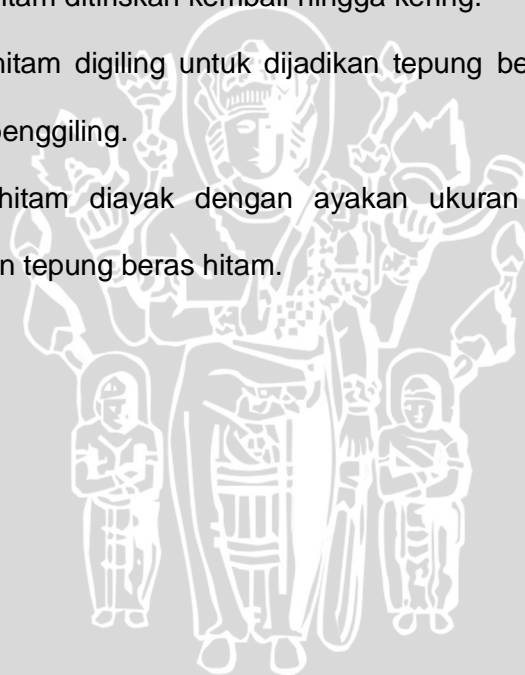 itam ditiriskan kembali hingga kering.
hitam digiling untuk dijadikan tepung be
penggiling.
hitam diayak dengan ayakan ukuran
n tepung beras hitam.